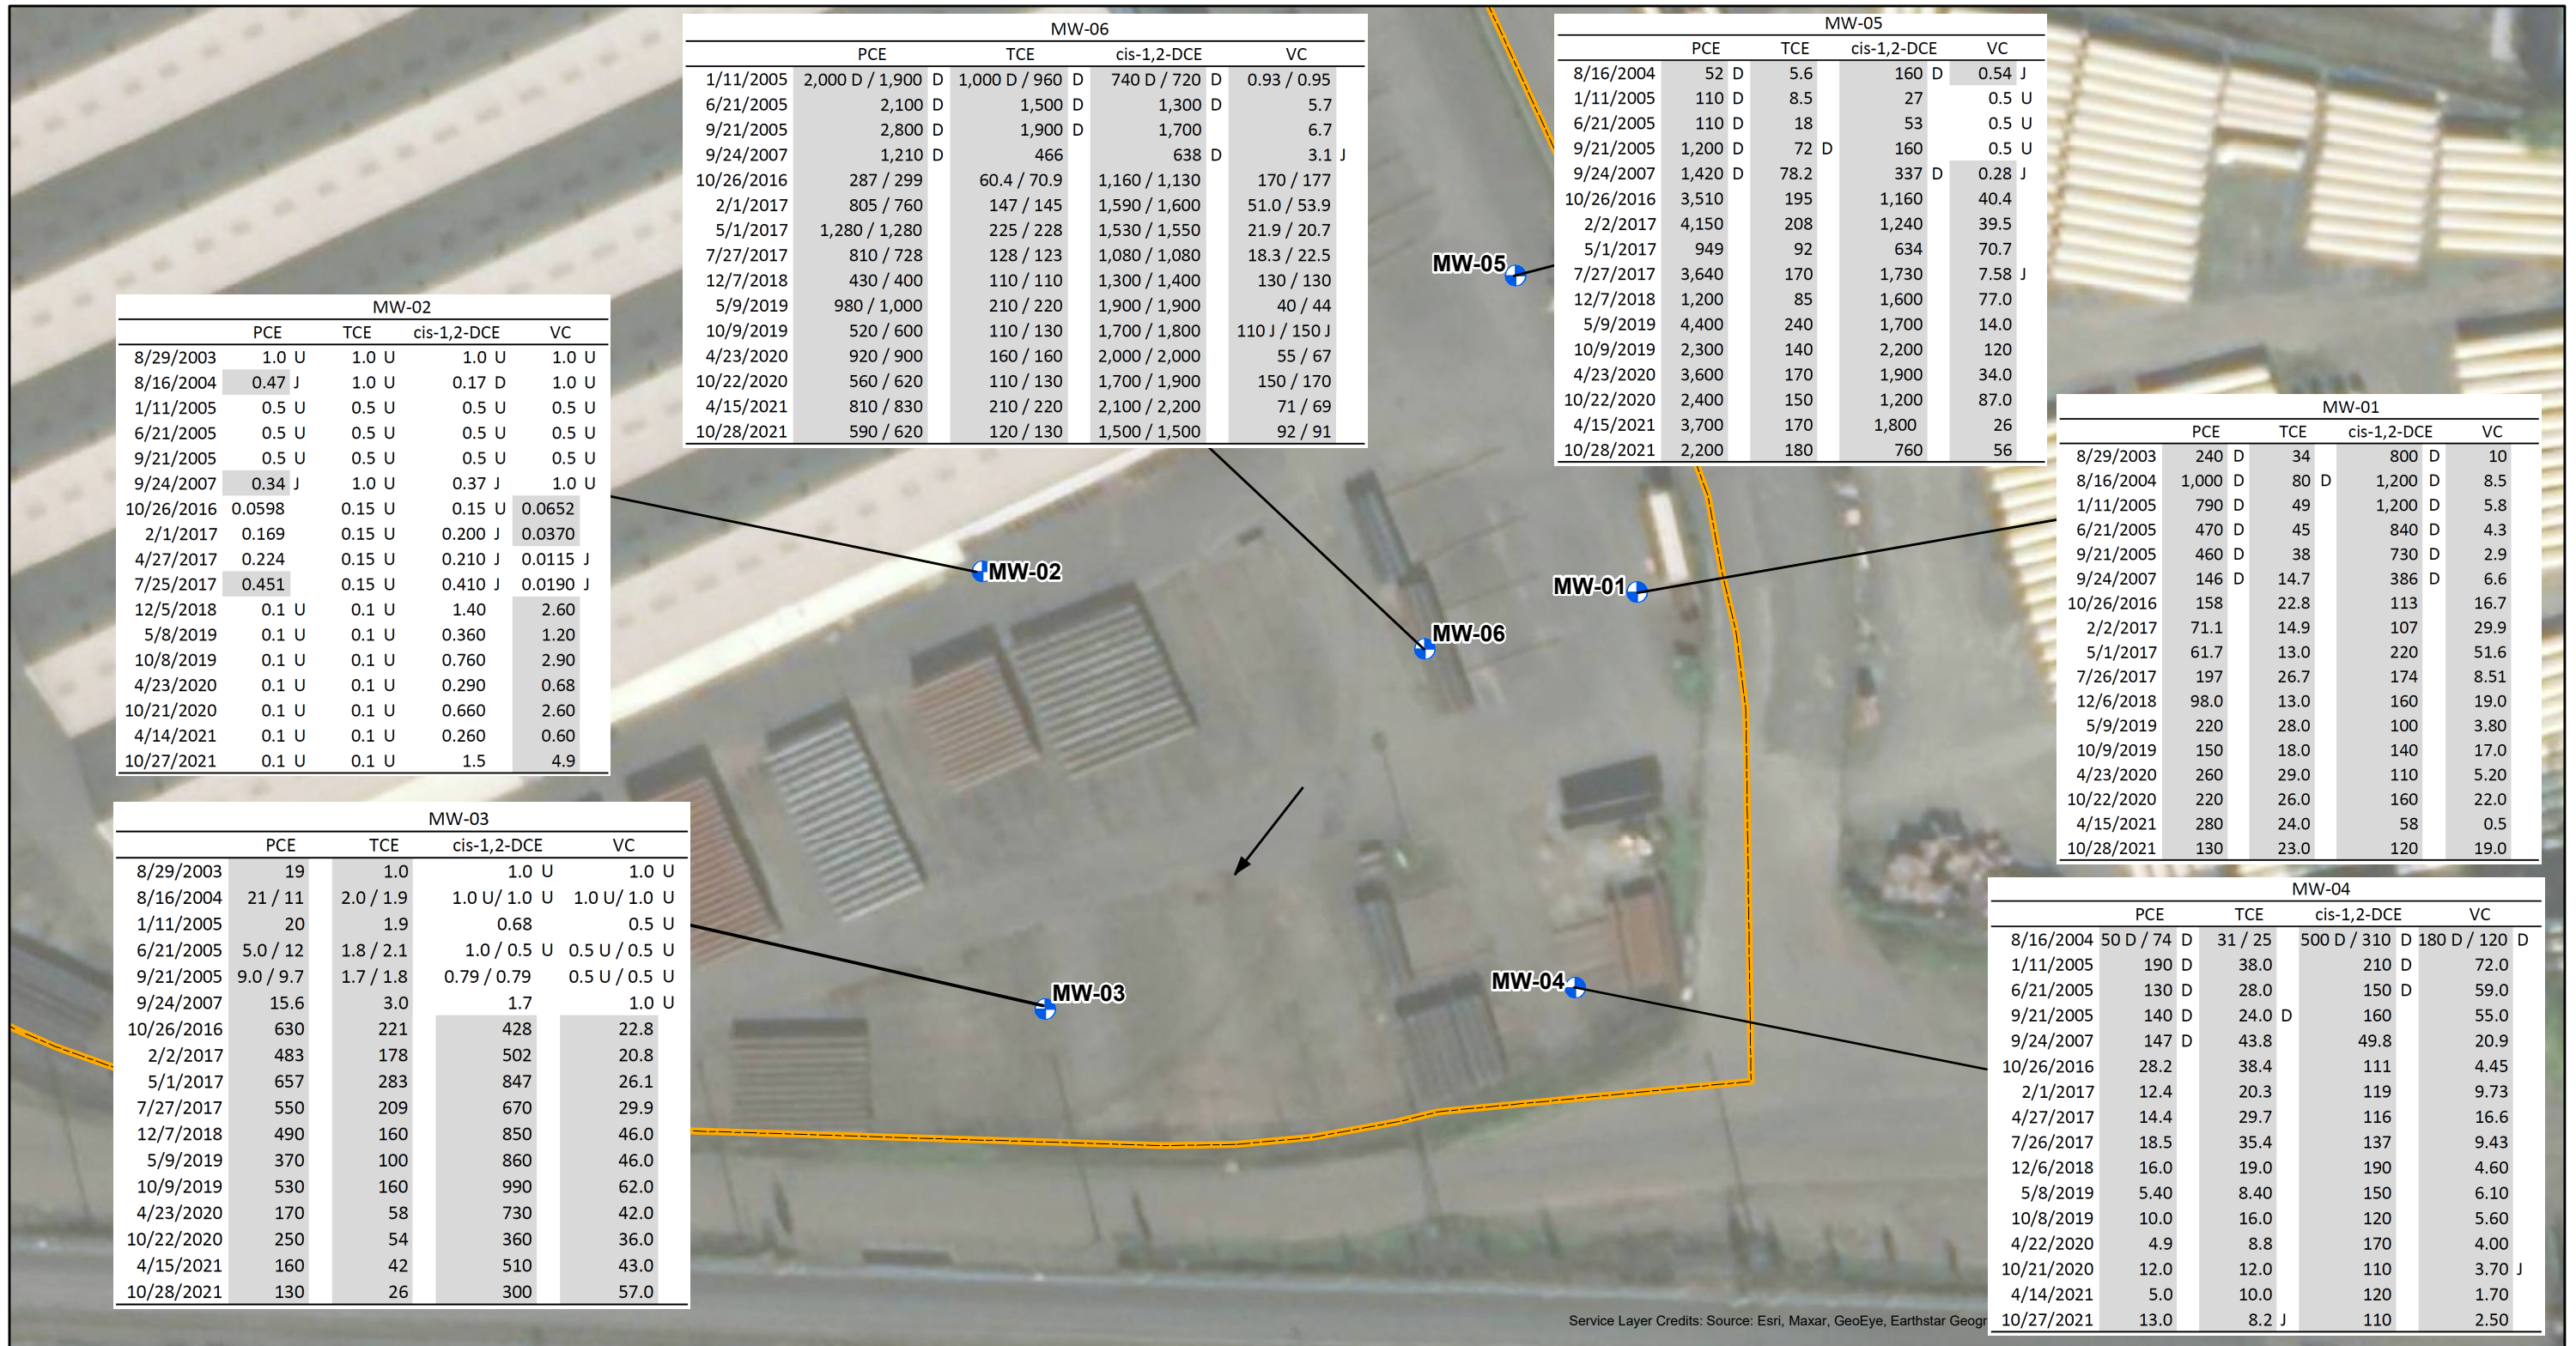 MW-06
PCE TCE cis-1,2-DCE VC
1/11/2005 2,000 D / 1,900 D 1,000 D / 960 D 740 D / 720 D 0.93 / 0.95
6/21/2005 2,100 D 1,500 D 1,300 D 5.7
9/21/2005 2,800 D 1,900 D 1,700 6.7
9/24/2007 1,210 D 466 638 D 3.1 J
10/26/2016 287 / 299 60.4 / 70.9 1,160 / 1,130 170 / 177
2/1/2017 805 / 760 147 / 145 1,590 / 1,600 51.0 / 53.9
5/1/2017 1,280 / 1,280 225 / 228 1,530 / 1,550 21.9 / 20.7
7/27/2017 810 / 728 128 / 123 1,080 / 1,080 18.3 / 22.5
12/7/2018 430 / 400 110 / 110 1,300 / 1,400 130 / 130
5/9/2019 980 / 1,000 210 / 220 1,900 / 1,900 40 / 44
10/9/2019 520 / 600 110 / 130 1,700 / 1,800 110 J / 150 J
4/23/2020 920 / 900 160 / 160 2,000 / 2,000 55 / 67
10/22/2020 560 / 620 110 / 130 1,700 / 1,900 150 / 170
4/15/2021 810 / 830 210 / 220 2,100 / 2,200 71 / 69
10/28/2021 590 / 620 120 / 130 1,500 / 1,500 92 / 91
MW-05
PCE TCE cis-1,2-DCE VC
8/16/2004 52 D 5.6 160 D 0.54 J
1/11/2005 110 D 8.5 27 0.5 U
6/21/2005 110 D 18 53 0.5 U
9/21/2005 1,200 D 72 D 160 0.5 U
9/24/2007 1,420 D 78.2 337 D 0.28 J
10/26/2016 3,510 195 1,160 40.4
2/2/2017 4,150 208 1,240 39.5
5/1/2017 949 92 634 70.7
7/27/2017 3,640 170 1,730 7.58 J
12/7/2018 1,200 85 1,600 77.0
5/9/2019 4,400 240 1,700 14.0
10/9/2019 2,300 140 2,200 120
4/23/2020 3,600 170 1,900 34.0
10/22/2020 2,400 150 1,200 87.0
4/15/2021 3,700 170 1,800 26
10/28/2021 2,200 180 760 56
MW-02
PCE TCE cis-1,2-DCE VC
8/29/2003 1.0 U 1.0 U 1.0 U 1.0 U
8/16/2004 0.47 J 1.0 U 0.17 D 1.0 U
1/11/2005 0.5 U 0.5 U 0.5 U 0.5 U
6/21/2005 0.5 U 0.5 U 0.5 U 0.5 U
9/21/2005 0.5 U 0.5 U 0.5 U 0.5 U
9/24/2007 0.34 J 1.0 U 0.37 J 1.0 U
10/26/2016 0.0598 0.15 U 0.15 U 0.0652
2/1/2017 0.169 0.15 U 0.200 J 0.0370
4/27/2017 0.224 0.15 U 0.210 J 0.0115 J
7/25/2017 0.451 0.15 U 0.410 J 0.0190 J
12/5/2018 0.1 U 0.1 U 1.40 2.60
5/8/2019 0.1 U 0.1 U 0.360 1.20
10/8/2019 0.1 U 0.1 U 0.760 2.90
4/23/2020 0.1 U 0.1 U 0.290 0.68
10/21/2020 0.1 U 0.1 U 0.660 2.60
4/14/2021 0.1 U 0.1 U 0.260 0.60
10/27/2021 0.1 U 0.1 U 1.5 4.9
MW-01
PCE TCE cis-1,2-DCE VC
8/29/2003 240 D 34 800 D 10
8/16/2004 1,000 D 80 D 1,200 D 8.5
1/11/2005 790 D 49 1,200 D 5.8
6/21/2005 470 D 45 840 D 4.3
9/21/2005 460 D 38 730 D 2.9
9/24/2007 146 D 14.7 386 D 6.6
10/26/2016 158 22.8 113 16.7
2/2/2017 71.1 14.9 107 29.9
5/1/2017 61.7 13.0 220 51.6
7/26/2017 197 26.7 174 8.51
12/6/2018 98.0 13.0 160 19.0
5/9/2019 220 28.0 100 3.80
10/9/2019 150 18.0 140 17.0
4/23/2020 260 29.0 110 5.20
10/22/2020 220 26.0 160 22.0
4/15/2021 280 24.0 58 0.5
10/28/2021 130 23.0 120 19.0
MW-05
MW-02
MW-01
MW-06
MW-03
MW-04
MW-03
PCE TCE cis-1,2-DCE VC
8/29/2003 19 1.0 1.0 U 1.0 U
8/16/2004 21 / 11 2.0 / 1.9 1.0 U/ 1.0 U 1.0 U/ 1.0 U
1/11/2005 20 1.9 0.68 0.5 U
6/21/2005 5.0 / 12 1.8 / 2.1 1.0 / 0.5 U 0.5 U / 0.5 U
9/21/2005 9.0 / 9.7 1.7 / 1.8 0.79 / 0.79 0.5 U / 0.5 U
9/24/2007 15.6 3.0 1.7 1.0 U
10/26/2016 630 221 428 22.8
2/2/2017 483 178 502 20.8
5/1/2017 657 283 847 26.1
7/27/2017 550 209 670 29.9
12/7/2018 490 160 850 46.0
5/9/2019 370 100 860 46.0
10/9/2019 530 160 990 62.0
4/23/2020 170 58 730 42.0
10/22/2020 250 54 360 36.0
4/15/2021 160 42 510 43.0
10/28/2021 130 26 300 57.0
MW-04
PCE TCE cis-1,2-DCE VC
8/16/2004 50 D / 74 D 31 / 25 500 D / 310 D 180 D / 120 D
1/11/2005 190 D 38.0 210 D 72.0
6/21/2005 130 D 28.0 150 D 59.0
9/21/2005 140 D 24.0 D 160 55.0
9/24/2007 147 D 43.8 49.8 20.9
10/26/2016 28.2 38.4 111 4.45
2/1/2017 12.4 20.3 119 9.73
4/27/2017 14.4 29.7 116 16.6
7/26/2017 18.5 35.4 137 9.43
12/6/2018 16.0 19.0 190 4.60
5/8/2019 5.40 8.40 150 6.10
10/8/2019 10.0 16.0 120 5.60
4/22/2020 4.9 8.8 170 4.00
10/21/2020 12.0 12.0 110 3.70 J
4/14/2021 5.0 10.0 120 1.70
10/27/2021 13.0 8.2 J 110 2.50
Service Layer Credits: Source: Esri, Maxar, GeoEye, Earthstar Geogr